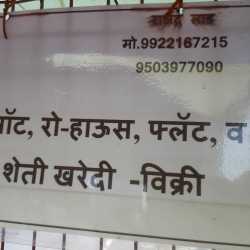 मो.9922167215
9503977090
लॉट, रो-हाऊस, फ्लॅट, व
शेती खरेदी -विक्री